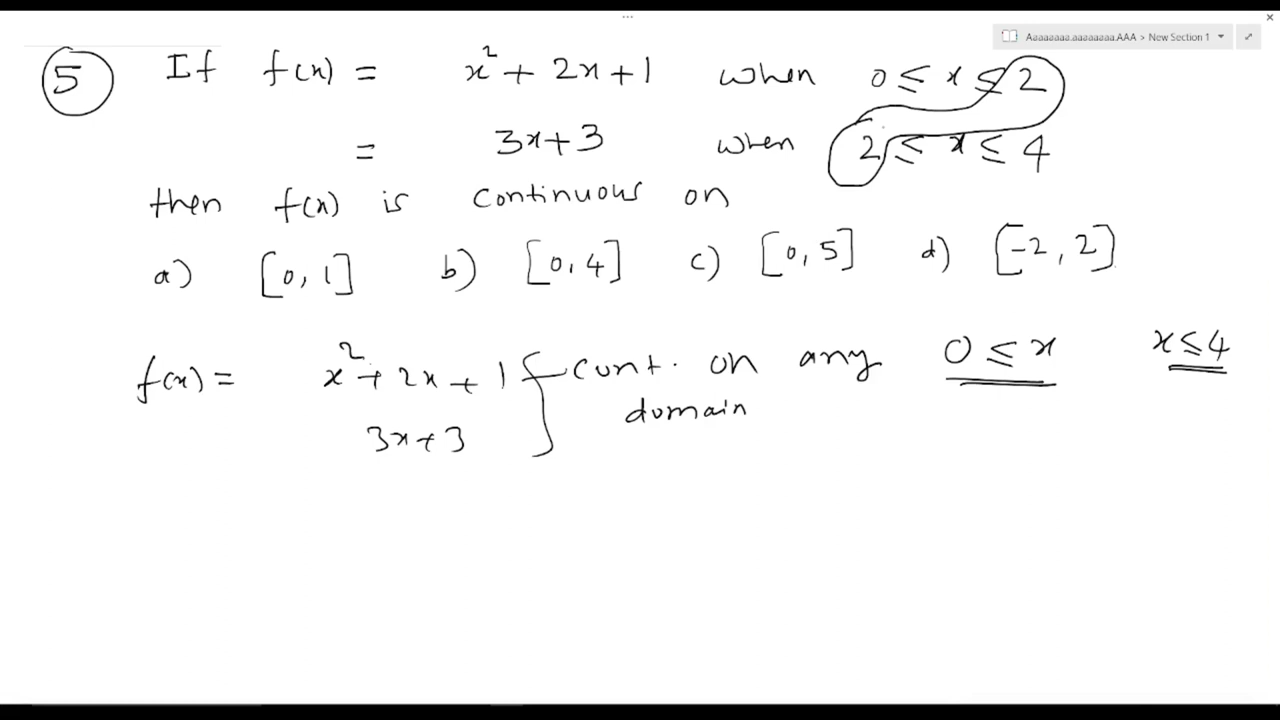 Aaaaaaaa.aaaaaaaa.AAA > New Section 1
5 If f(x) = x² + 2x + 1 when 0 ≤ x ≤ 2
= 3x + 3 when 2 ≤ x ≤ 4
then f(x) is continuous on
a) [0, 1] b) [0, 4] c) [0, 5] d) [-2, 2]
f(x) = x² + 2x + 1 } cont. on any 0 ≤ x x ≤ 4
3x + 3 domain